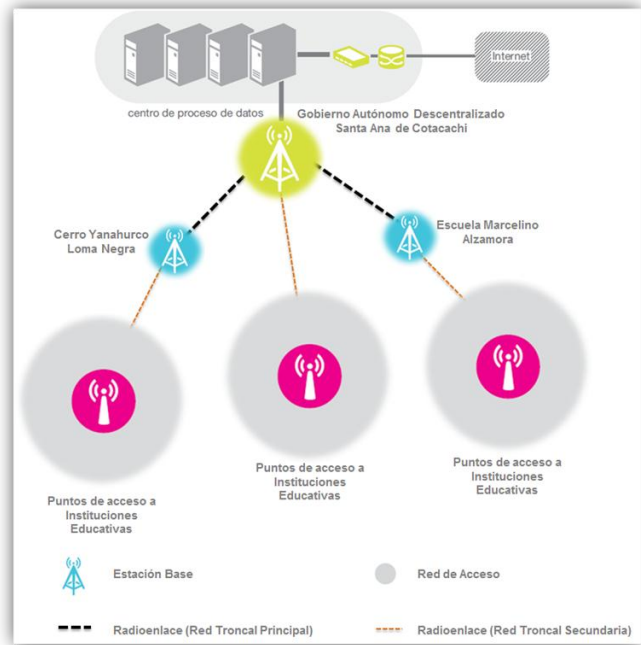 Internet
centro de proceso de datos
Gobierno Autónomo Descentralizado
Santa Ana de Cotacachi
Cerro Yanahurco
Loma Negra
Escuela Marcelino
Alzamora
Puntos de acceso a
Instituciones
Educativas
Puntos de acceso a
Instituciones
Educativas
Puntos de acceso a
Instituciones
Educativas
Estación Base
Red de Acceso
Radioenlace (Red Troncal Principal)
Radioenlace (Red Troncal Secundaria)